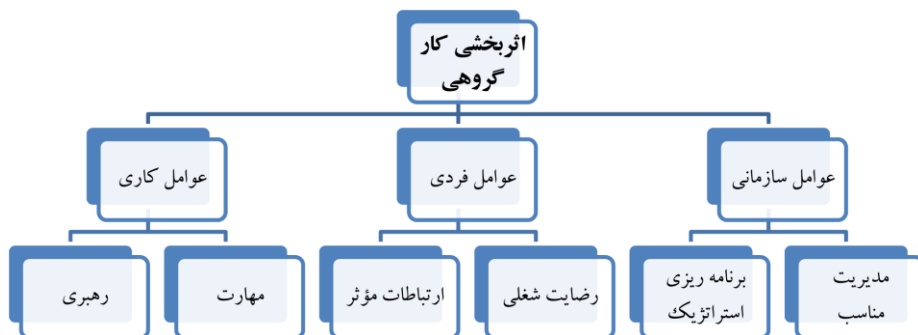 اثربخشی کار
گروهی
عوامل سازمانی
عوامل فردی
عوامل کاری
مدیریت
مناسب
برنامه ریزی
استراتژیک
رضایت شغلی
ارتباطات مؤثر
مهارت
رهبری